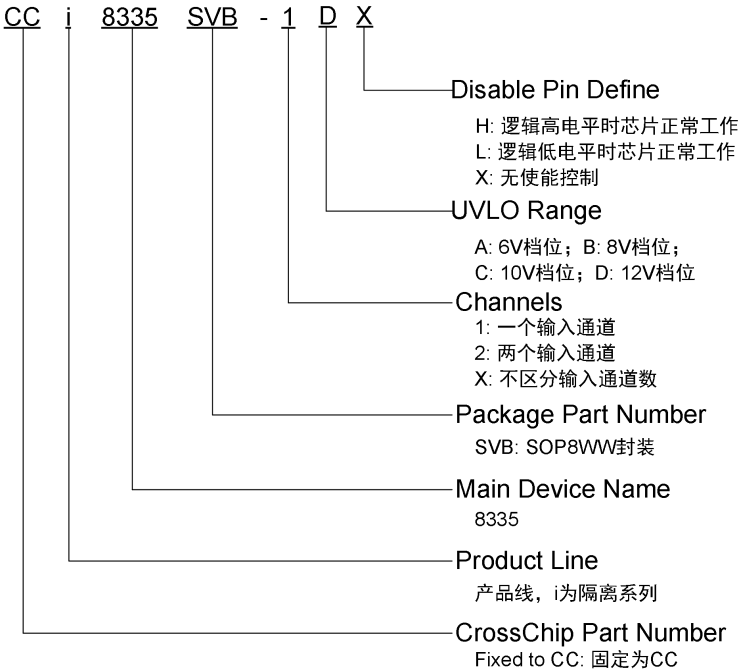 CC i 8335 SVB - 1 D X
Disable Pin Define
H: 逻辑高电平时芯片正常工作
L: 逻辑低电平时芯片正常工作
X: 无使能控制
UVLO Range
A: 6V档位；B: 8V档位；
C: 10V档位；D: 12V档位
Channels
1: 一个输入通道
2: 两个输入通道
X: 不区分输入通道数
Package Part Number
SVB: SOP8WW封装
Main Device Name
8335
Product Line
产品线，i为隔离系列
CrossChip Part Number
Fixed to CC: 固定为CC